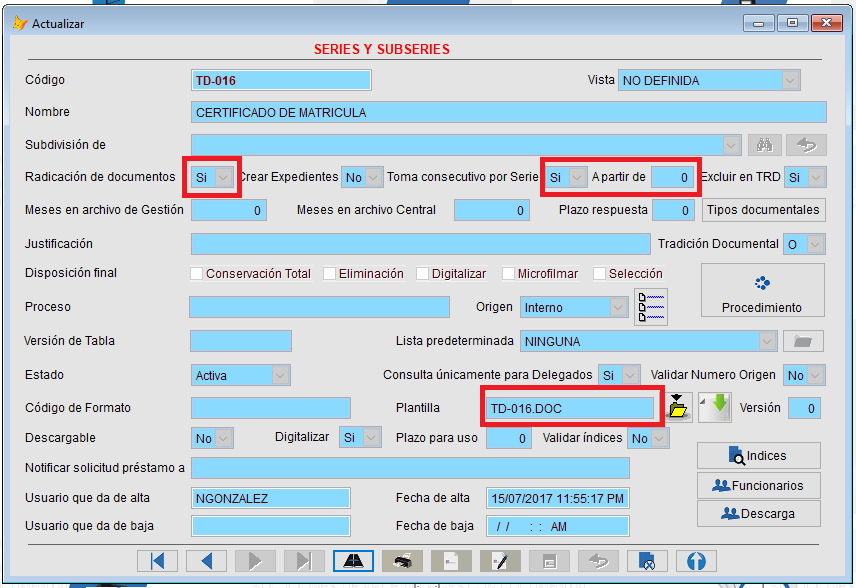 Actualizar
SERIES Y SUBSERIES
Código TD-016 Vista NO DEFINIDA
Nombre CERTIFICADO DE MATRICULA
Subdivisión de
Radicación de documentos Si Crear Expedientes No Toma consecutivo por Serie Si A partir de 0 Excluir en TRD Si
Meses en archivo de Gestión 0 Meses en archivo Central 0 Plazo respuesta 0 Tipos documentales
Justificación Tradición Documental O
Disposición final Conservación Total Eliminación Digitalizar Microfilmar Selección
Proceso Origen Interno Procedimiento
Versión de Tabla Lista predeterminada NINGUNA
Estado Activa Consulta únicamente para Delegados Si Validar Numero Origen No
Código de Formato Plantilla TD-016.DOC Versión 0
Descargable No Digitalizar Si Plazo para uso 0 Validar índices No
Indices
Notificar solicitud préstamo a
Funcionarios
Usuario que da de alta NGONZALEZ Fecha de alta 15/07/2017 11:55:17 PM
Descarga
Usuario que da de baja Fecha de baja / / : : AM